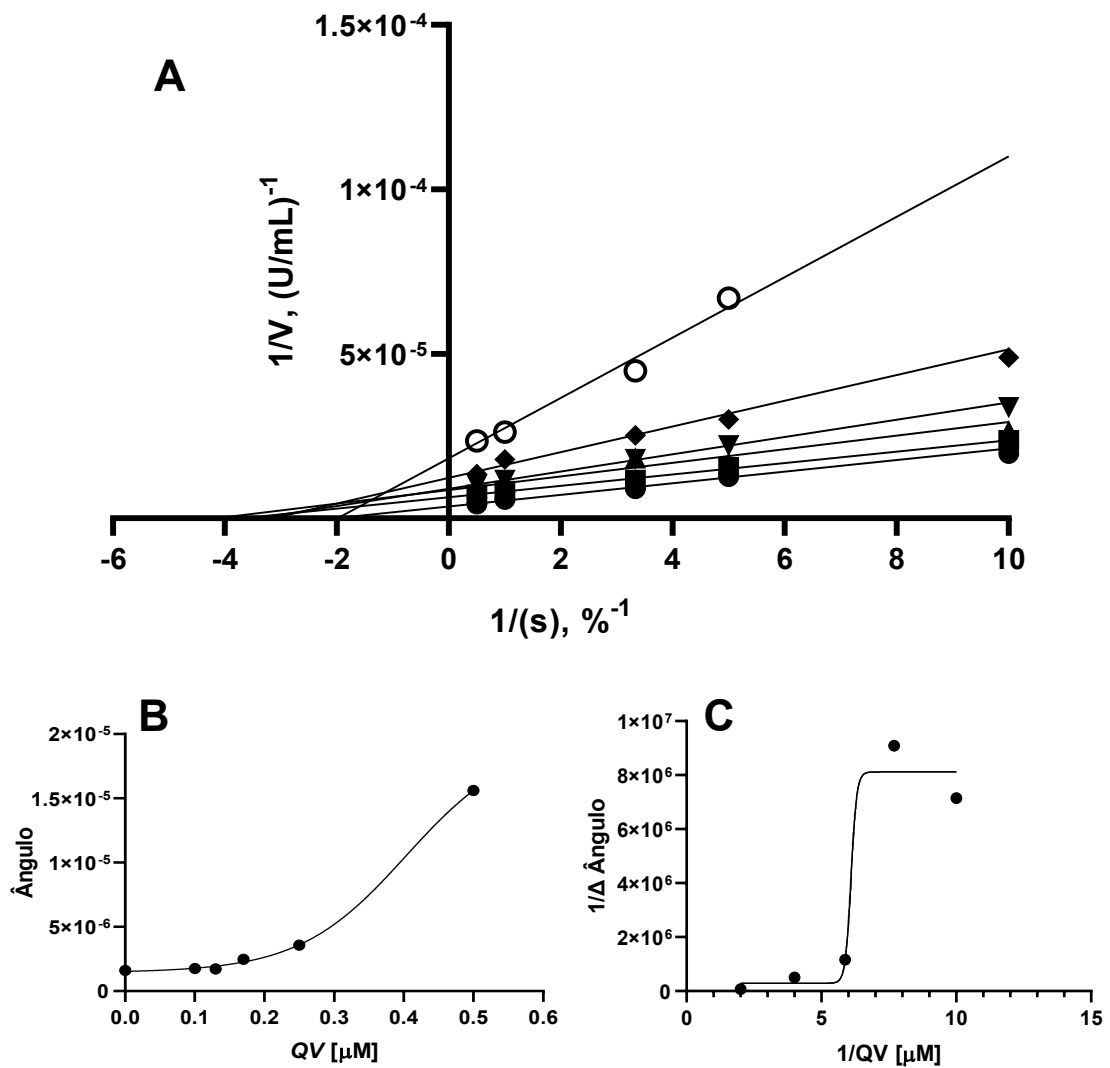 A
1.5×10⁻⁴
1×10⁻⁴
5×10⁻⁵
1/V, (U/mL)⁻¹
-6 -4 -2 0 2 4 6 8 10
1/(s), %⁻¹
B
2×10⁻⁵
1.5×10⁻⁵
1×10⁻⁵
5×10⁻⁶
0
Ângulo
0.0 0.1 0.2 0.3 0.4 0.5 0.6
QV [µM]
C
1×10⁷
8×10⁶
6×10⁶
4×10⁶
2×10⁶
0
1/Δ Ângulo
0 5 10 15
1/QV [µM]